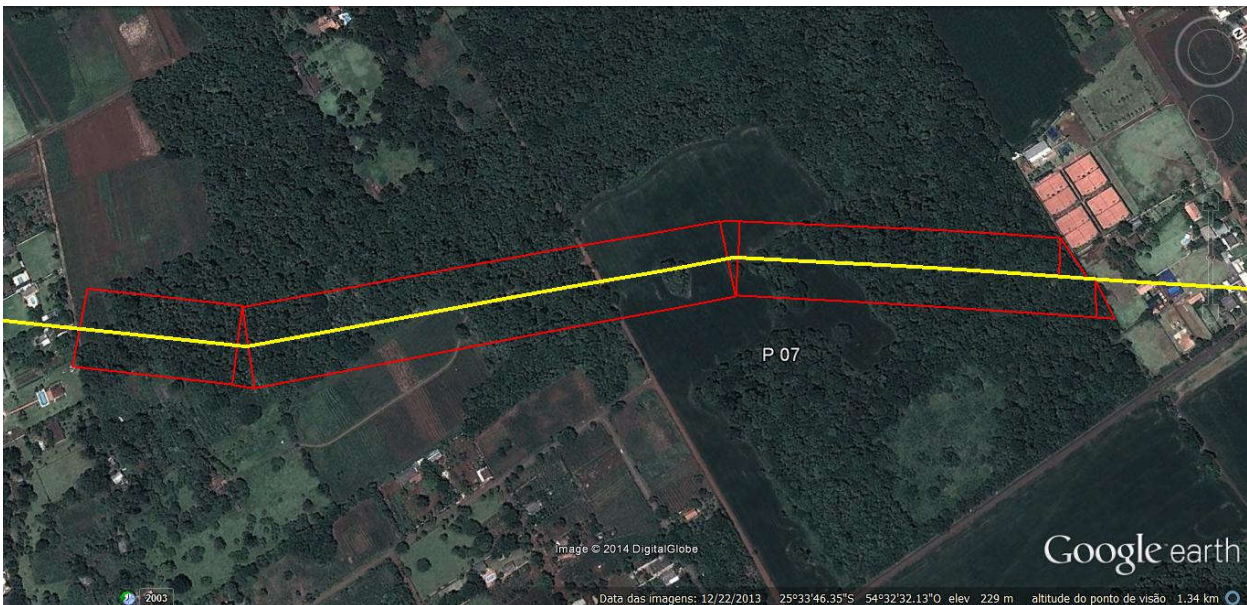 N
P 07
Image © 2014 DigitalGlobe
Google earth
2003
Data das imagens: 12/22/2013 25°33'46.35"S 54°32'32.13"O elev 229 m altitude do ponto de visão 1.34 km